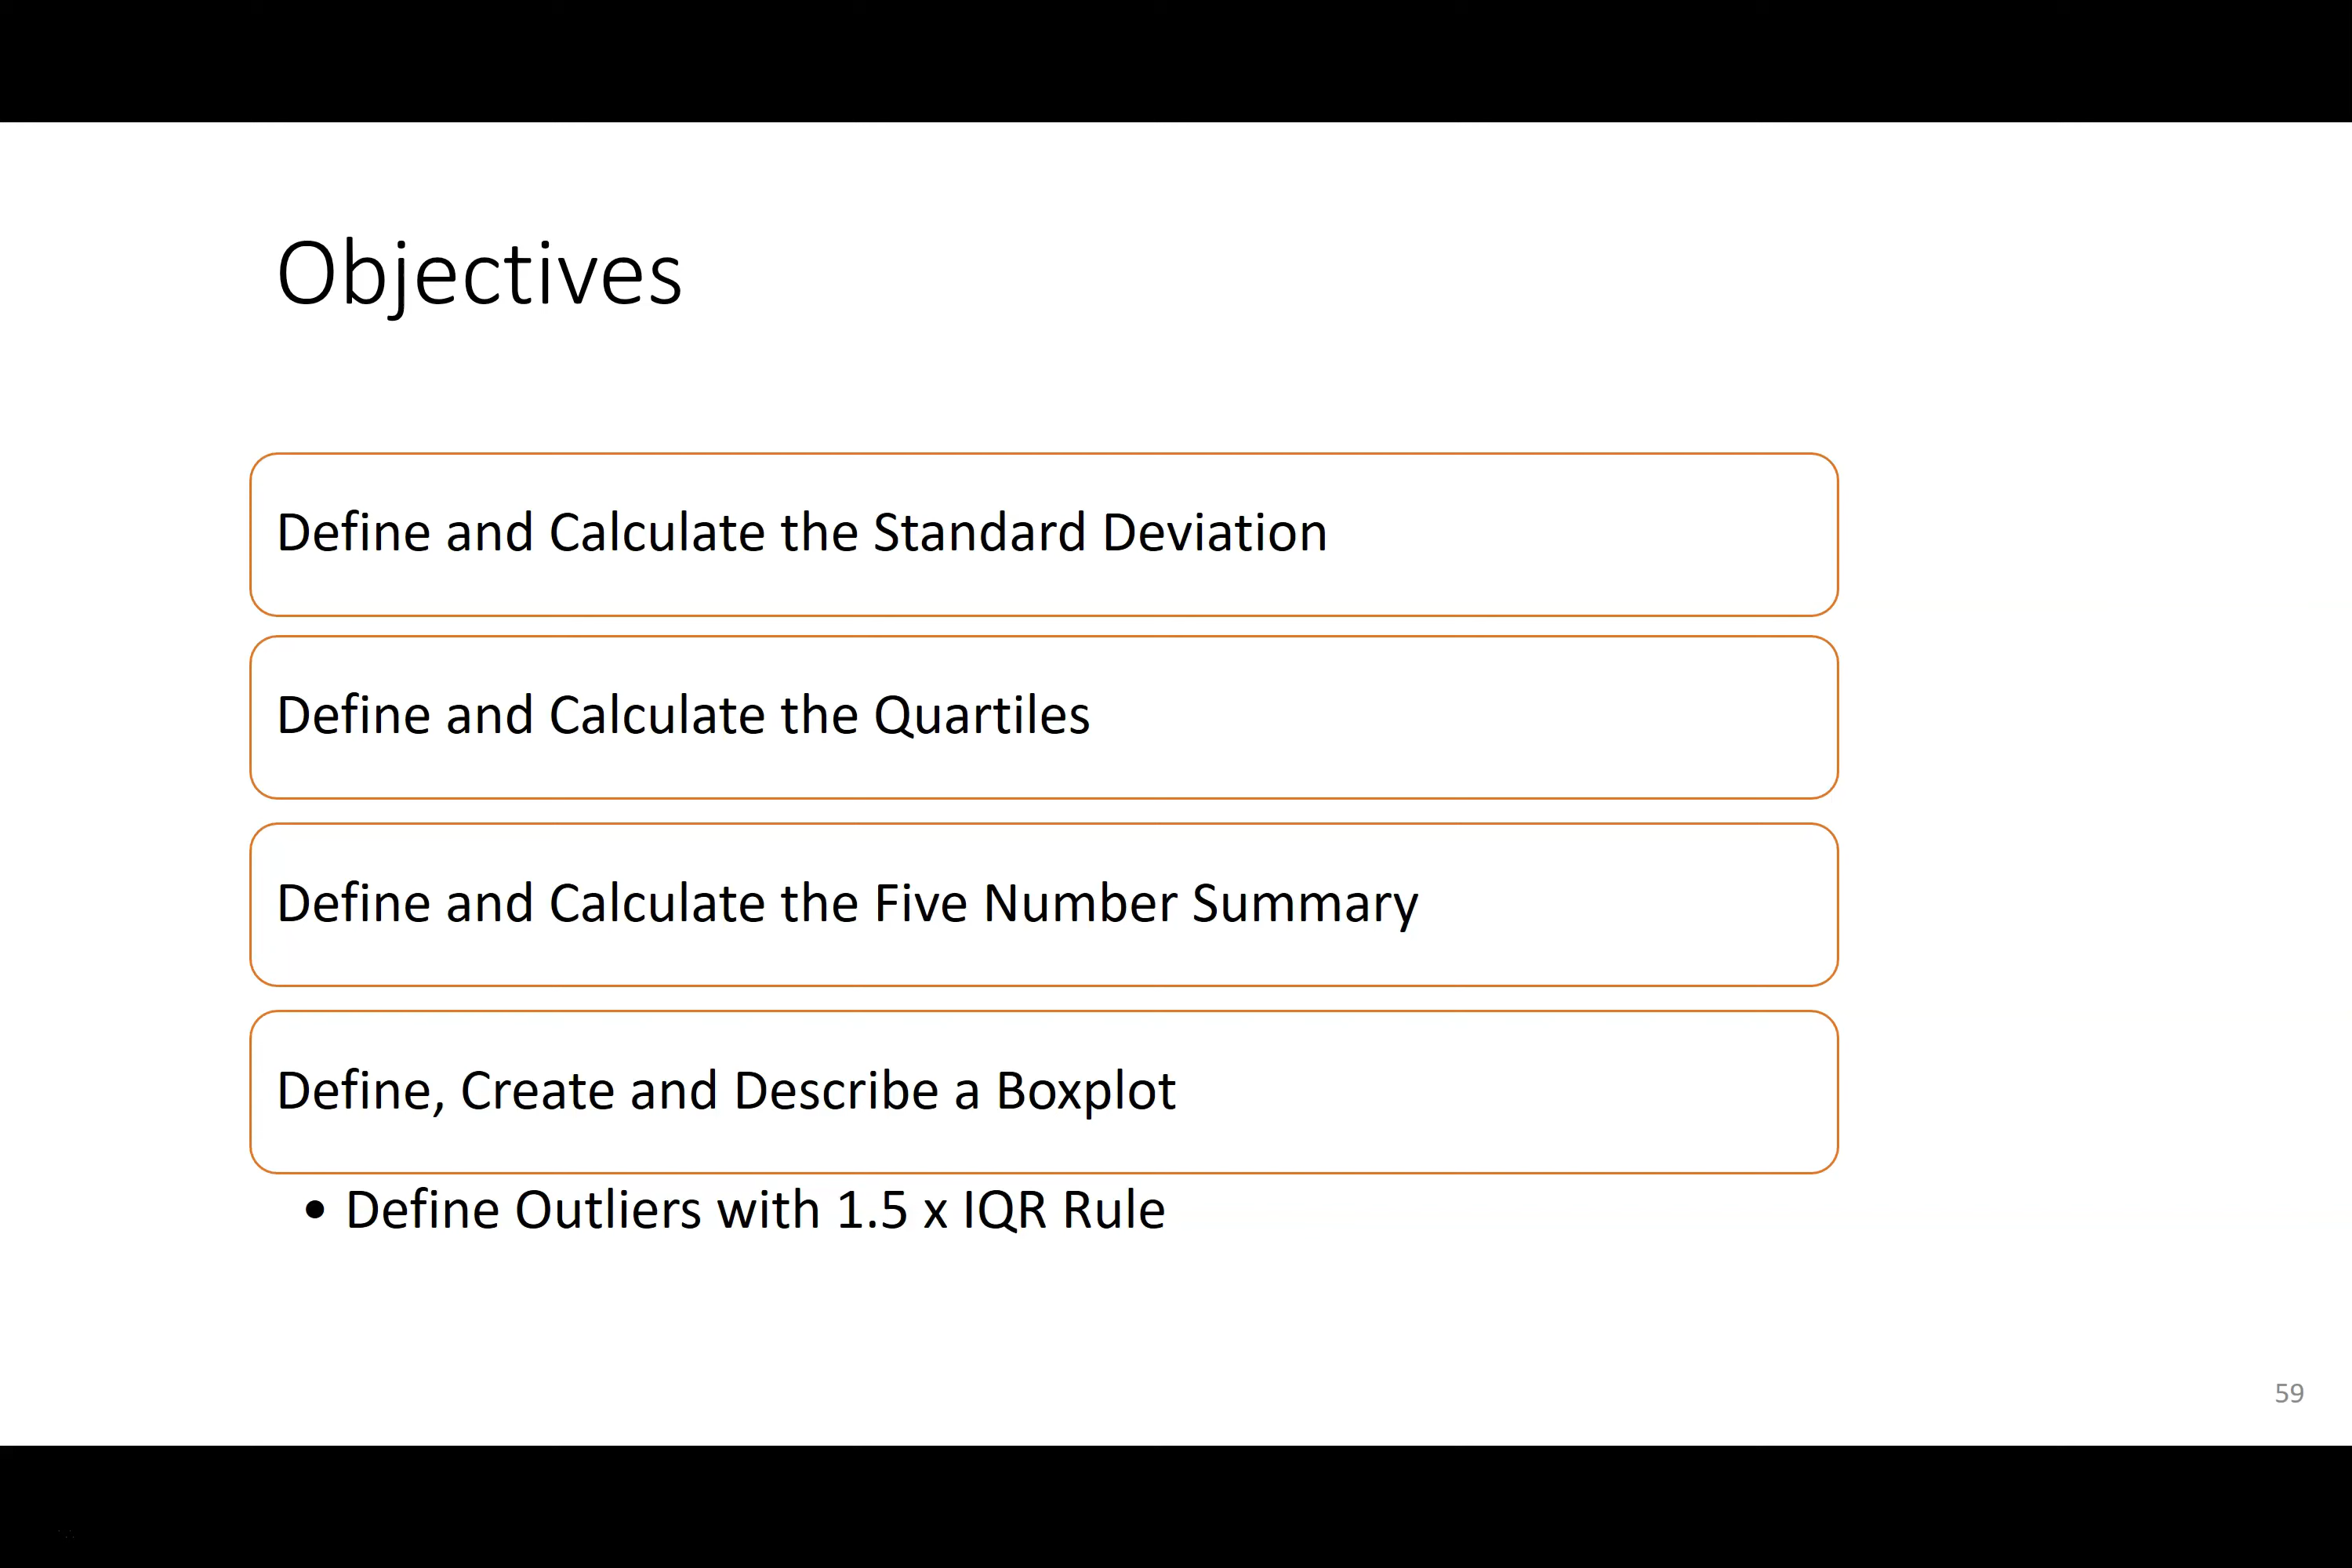 Objectives
Define and Calculate the Standard Deviation
Define and Calculate the Quartiles
Define and Calculate the Five Number Summary
Define, Create and Describe a Boxplot
• Define Outliers with 1.5 x IQR Rule
59